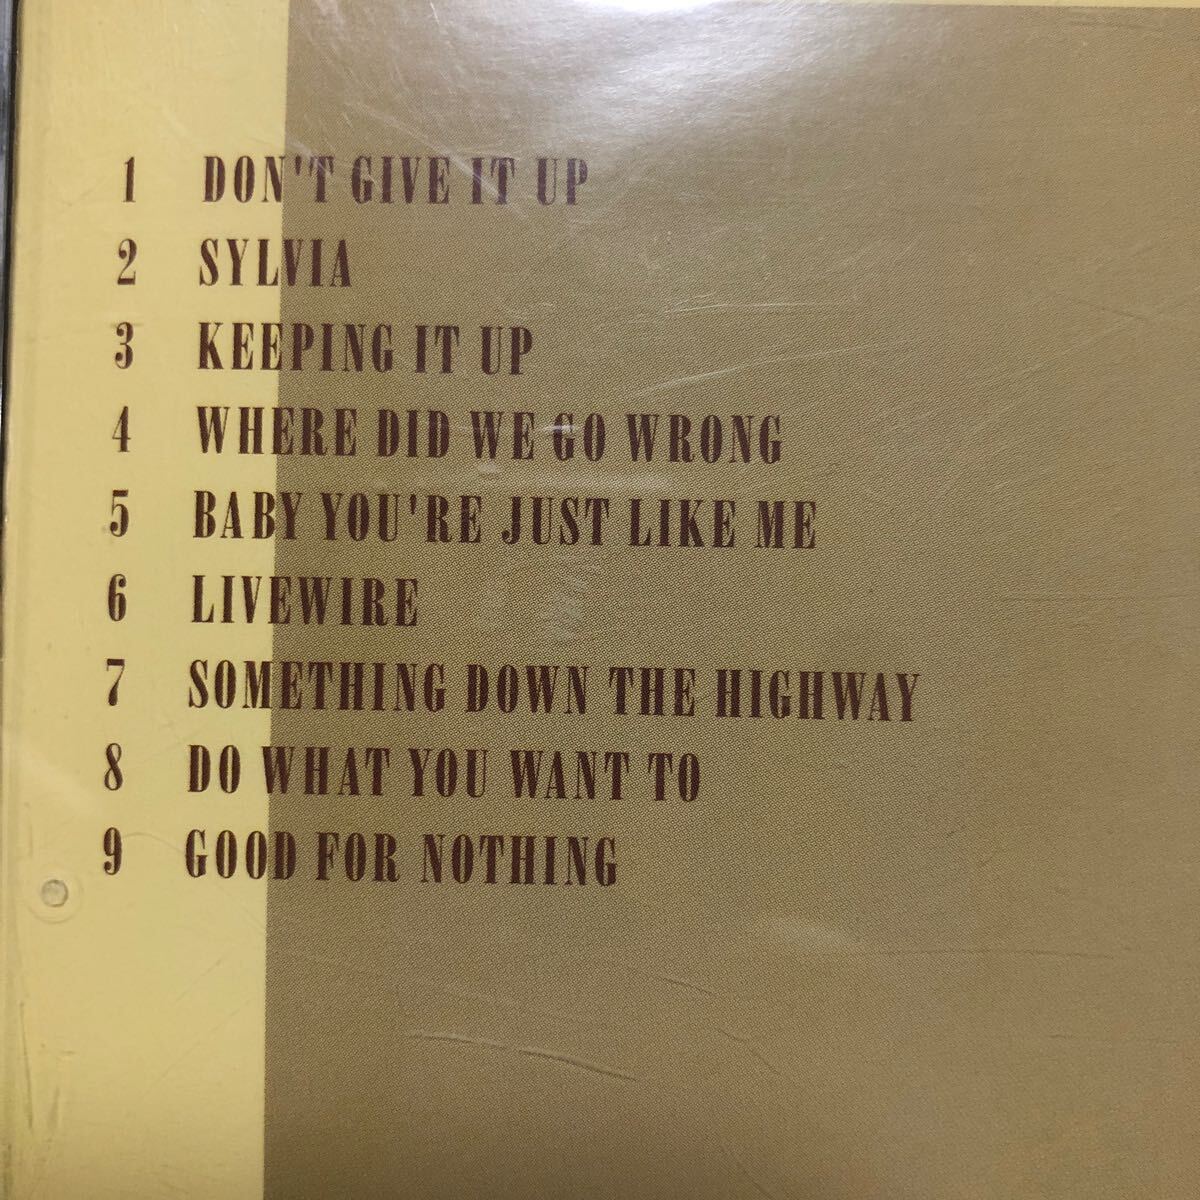 1 DON'T GIVE IT UP
2 SYLVIA
3 KEEPING IT UP
4 WHERE DID WE GO WRONG
5 BABY YOU'RE JUST LIKE ME
6 LIVEWIRE
7 SOMETHING DOWN THE HIGHWAY
8 DO WHAT YOU WANT TO
9 GOOD FOR NOTHING